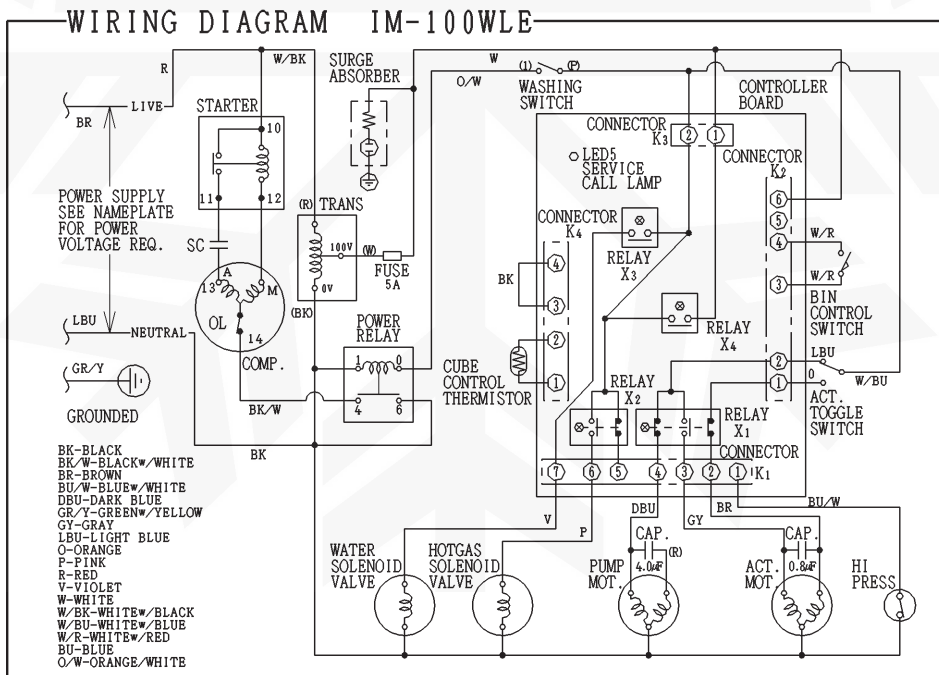 WIRING DIAGRAM IM-100WLE
R
W/BK
SURGE
ABSORBER
W
O/W
(1)
(P)
WASHING
SWITCH
CONTROLLER
BOARD
LIVE
BR
STARTER
10
11
12
CONNECTOR
K3
2
1
LED5
SERVICE
CALL LAMP
CONNECTOR
K2
6
5
4
3
2
1
POWER SUPPLY
SEE NAMEPLATE
FOR POWER
VOLTAGE REQ.
SC
(R)
TRANS
100V
(W)
0V
FUSE
5A
(BK)
CONNECTOR
K4
4
3
2
1
BK
RELAY
X3
RELAY
X4
W/R
W/R
BIN
CONTROL
SWITCH
A
13
M
OL
14
COMP.
LBU
NEUTRAL
POWER
RELAY
1
0
4
6
CUBE
CONTROL
THERMISTOR
LBU
0
W/BU
ACT.
TOGGLE
SWITCH
GR/Y
GROUNDED
BK/W
BK
RELAY
X2
RELAY
X1
CONNECTOR
K1
7
6
5
4
3
2
1
BK-BLACK
BK/W-BLACKw/WHITE
BR-BROWN
BU/W-BLUEw/WHITE
DBU-DARK BLUE
GR/Y-GREENw/YELLOW
GY-GRAY
LBU-LIGHT BLUE
O-ORANGE
P-PINK
R-RED
V-VIOLET
W-WHITE
W/BK-WHITEw/BLACK
W/BU-WHITEw/BLUE
W/R-WHITEw/RED
BU-BLUE
O/W-ORANGE/WHITE
V
P
DBU
GY
BR
BU/W
WATER
SOLENOID
VALVE
HOTGAS
SOLENOID
VALVE
PUMP
MOT.
CAP.
4.0uF
(R)
ACT.
MOT.
CAP.
0.8uF
HI
PRESS